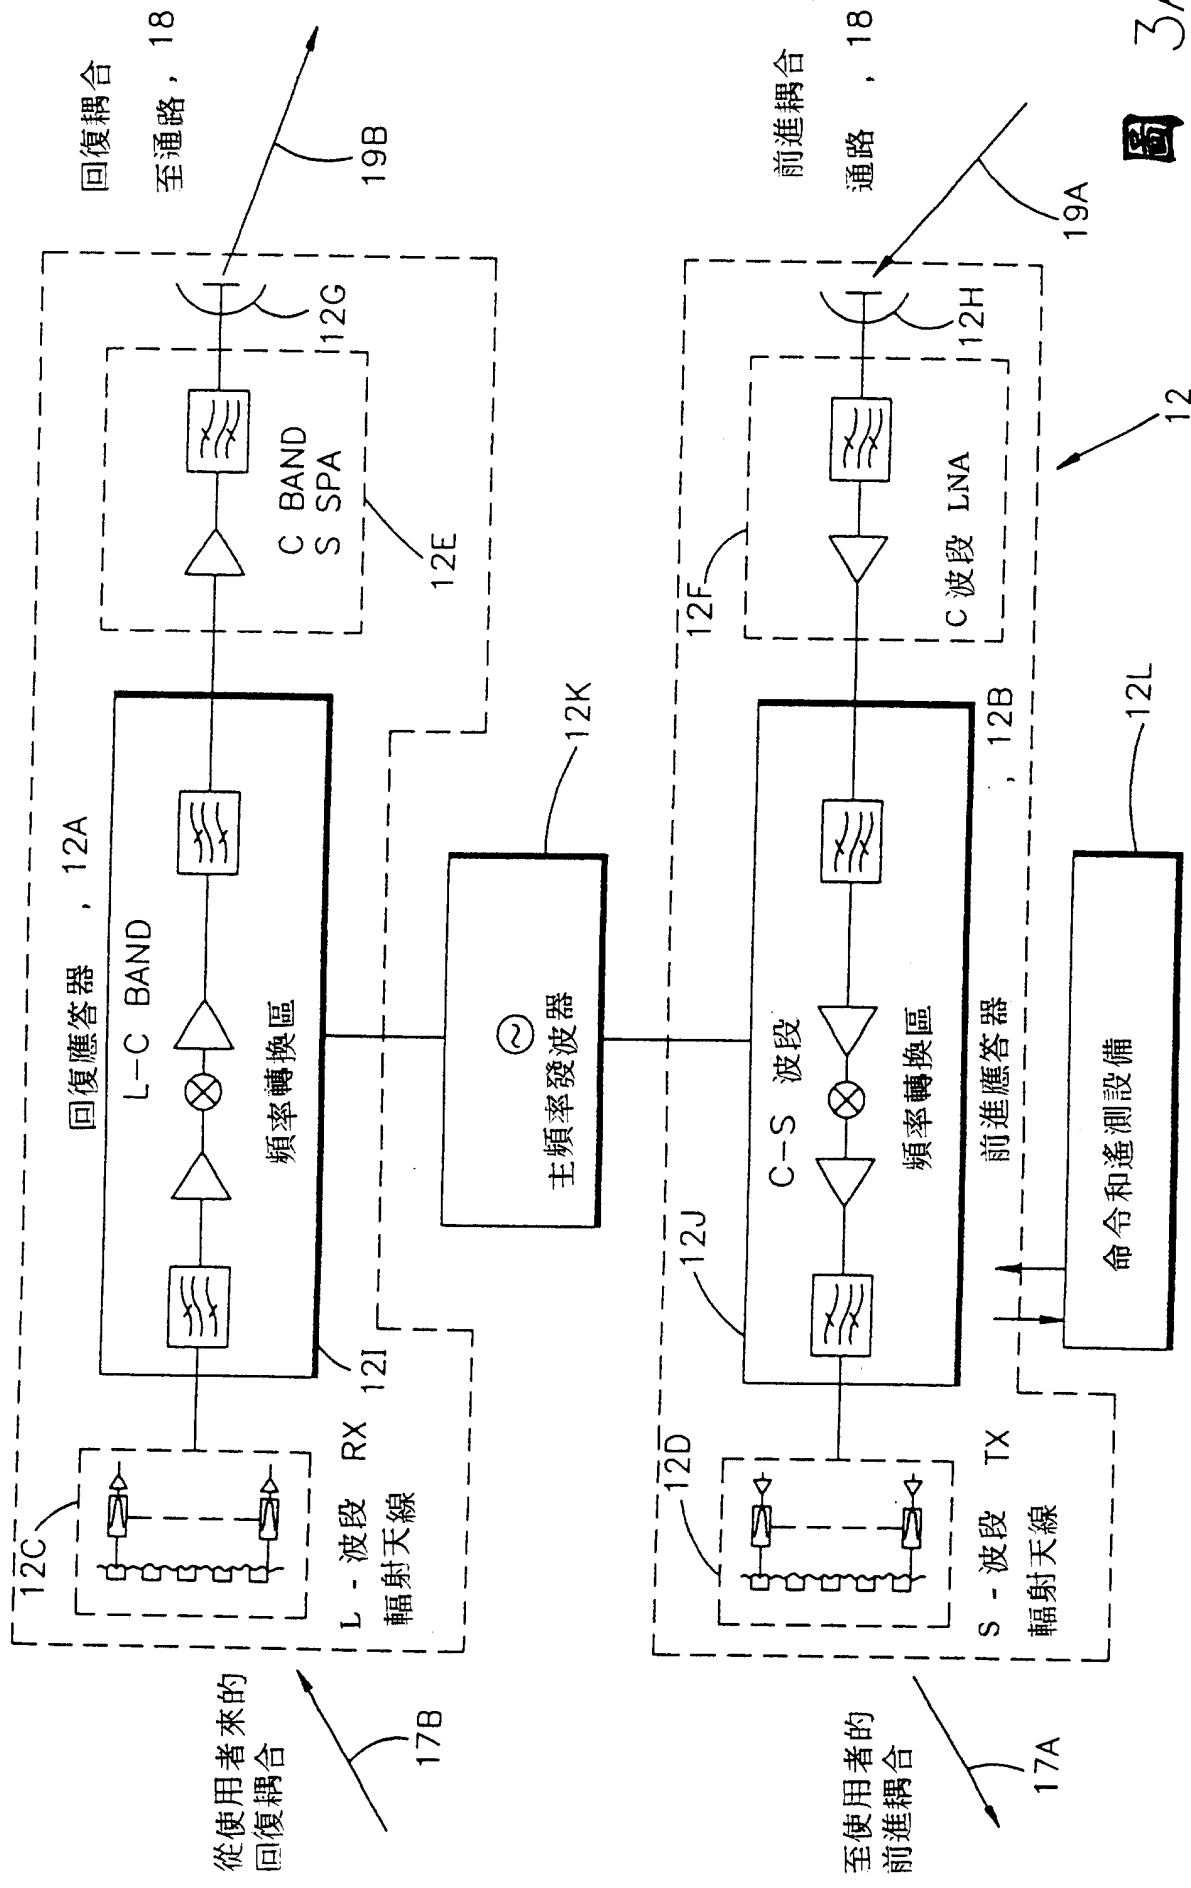 從使用者來的
回復耦合
17B
12C
L - 波段 RX
輻射天線
回復應答器 , 12A
L-C BAND
頻率轉換區
12I
C BAND
S SPA
12E
12G
回復耦合
至通路, 18
19B
主頻率發波器
12K
至使用者的
前進耦合
17A
12D
S - 波段 TX
輻射天線
12J
C-S 波段
頻率轉換區
前進應答器 , 12B
12F
C 波段 LNA
12H
前進耦合
通路 , 18
19A
12
命令和遙測設備
12L
圖